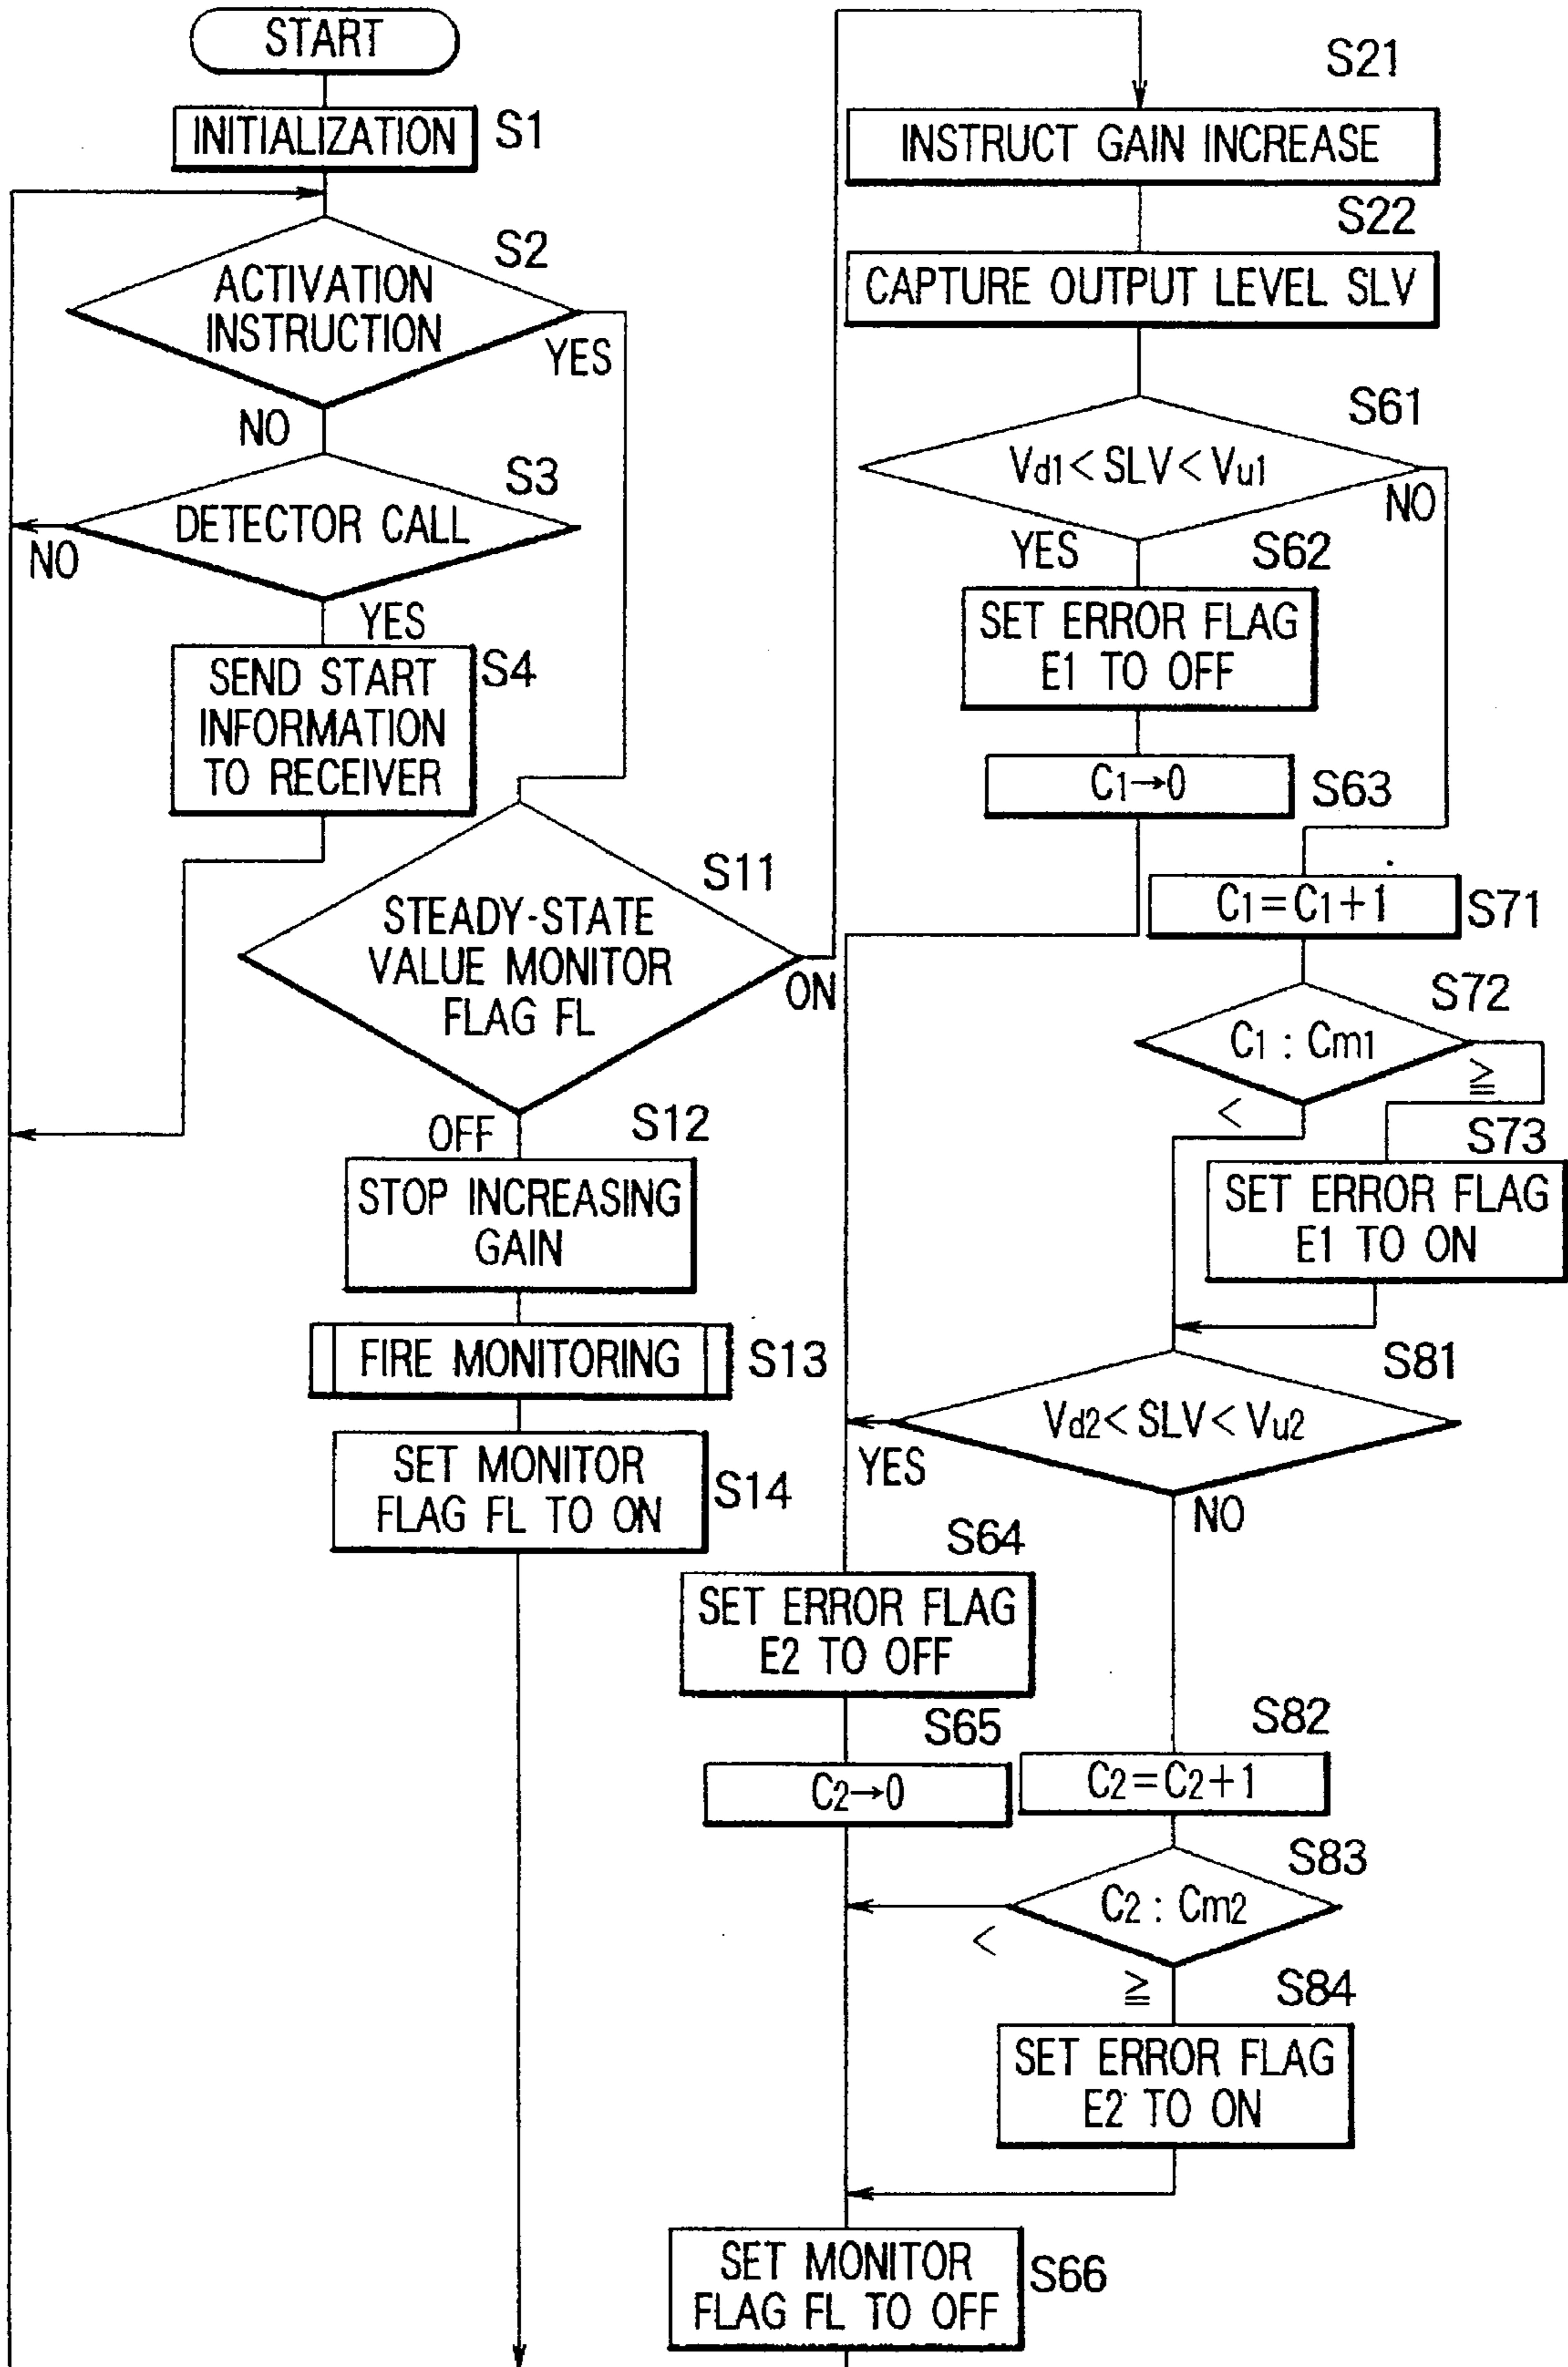 START
INITIALIZATION
S1
ACTIVATION
INSTRUCTION
S2
YES
NO
DETECTOR CALL
S3
NO
YES
SEND START
INFORMATION
TO RECEIVER
S4
STEADY-STATE
VALUE MONITOR
FLAG FL
S11
ON
OFF
STOP INCREASING
GAIN
S12
FIRE MONITORING
S13
SET MONITOR
FLAG FL TO ON
S14
S21
INSTRUCT GAIN INCREASE
S22
CAPTURE OUTPUT LEVEL SLV
S61
Vd1<SLV<Vu1
NO
YES
S62
SET ERROR FLAG
E1 TO OFF
C1→0
S63
C1=C1+1
S71
S72
C1 : Cm1
≧
<
S73
SET ERROR FLAG
E1 TO ON
S81
Vd2<SLV<Vu2
YES
NO
S64
SET ERROR FLAG
E2 TO OFF
S65
C2→0
S82
C2=C2+1
S83
C2 : Cm2
<
≧
S84
SET ERROR FLAG
E2 TO ON
SET MONITOR
FLAG FL TO OFF
S66